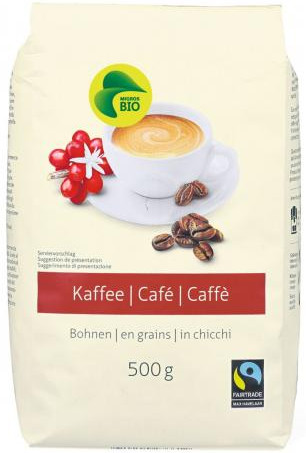 MIGROS
BIO
Serviervorschlag
Suggestion de présentation
Suggerimento di presentazione
Kaffee | Café | Caffè
Bohnen | en grains | in chicchi
500 g
FAIRTRADE
MAX HAVELAAR